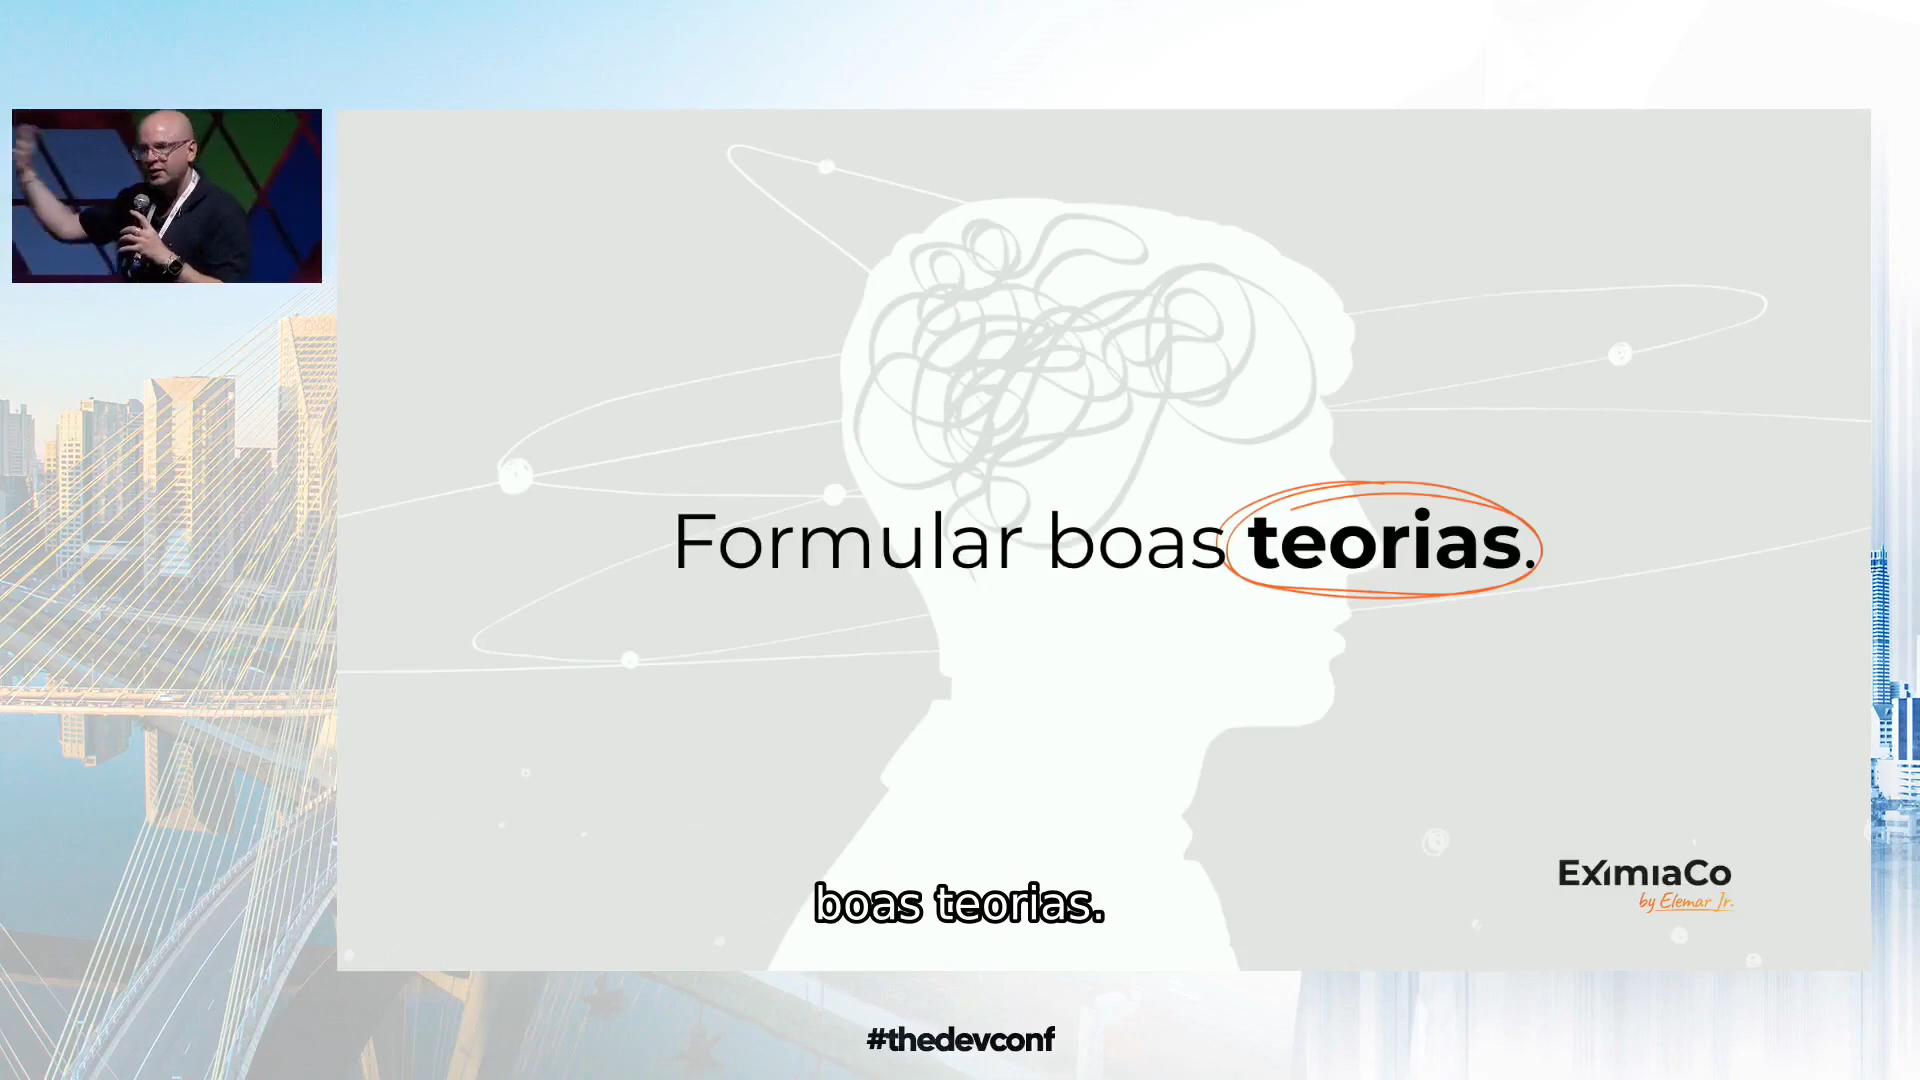 Formular boas teorias.
EximiaCo
by Elemar Jr.
boas teorias.
#thedevconf